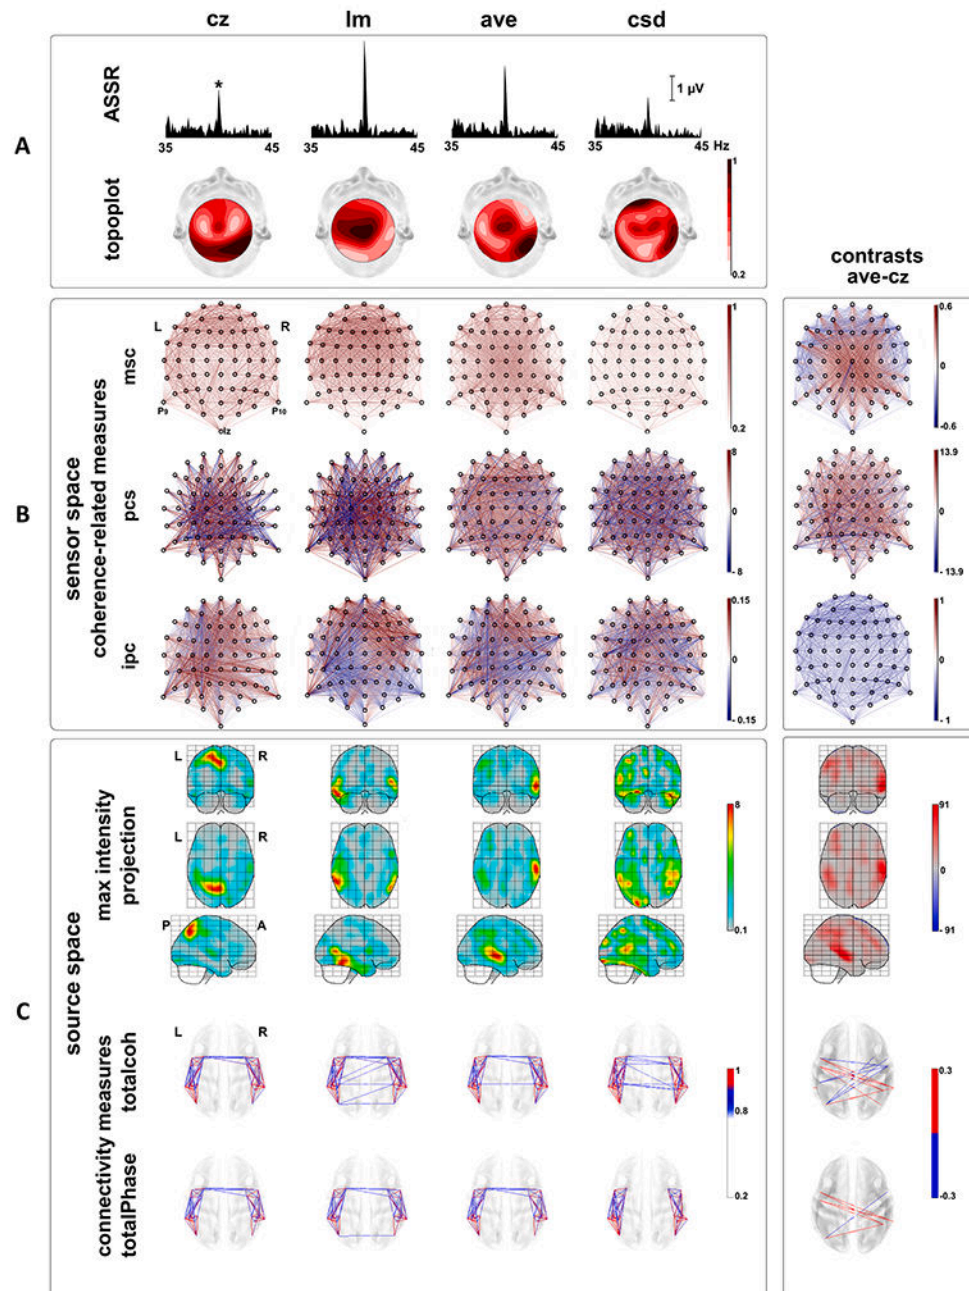 cz lm ave csd
A
ASSR
*
1 μV
35 45 35 45 35 45 35 45 Hz
topoplot
1
0.2
contrasts
ave-cz
B
sensor space
coherence-related measures
msc
L R
P9 P10
Iz
1
0.2
0.6
0
-0.6
pcs
8
0
- 8
13.9
0
- 13.9
ipc
0.15
0
- 0.15
1
0
- 1
C
source space
max intensity
projection
L R
L R
P A
8
0.1
91
0
- 91
connectivity measures
totalcoh
L R
1
0.8
0.2
0.3
-0.3
totalPhase